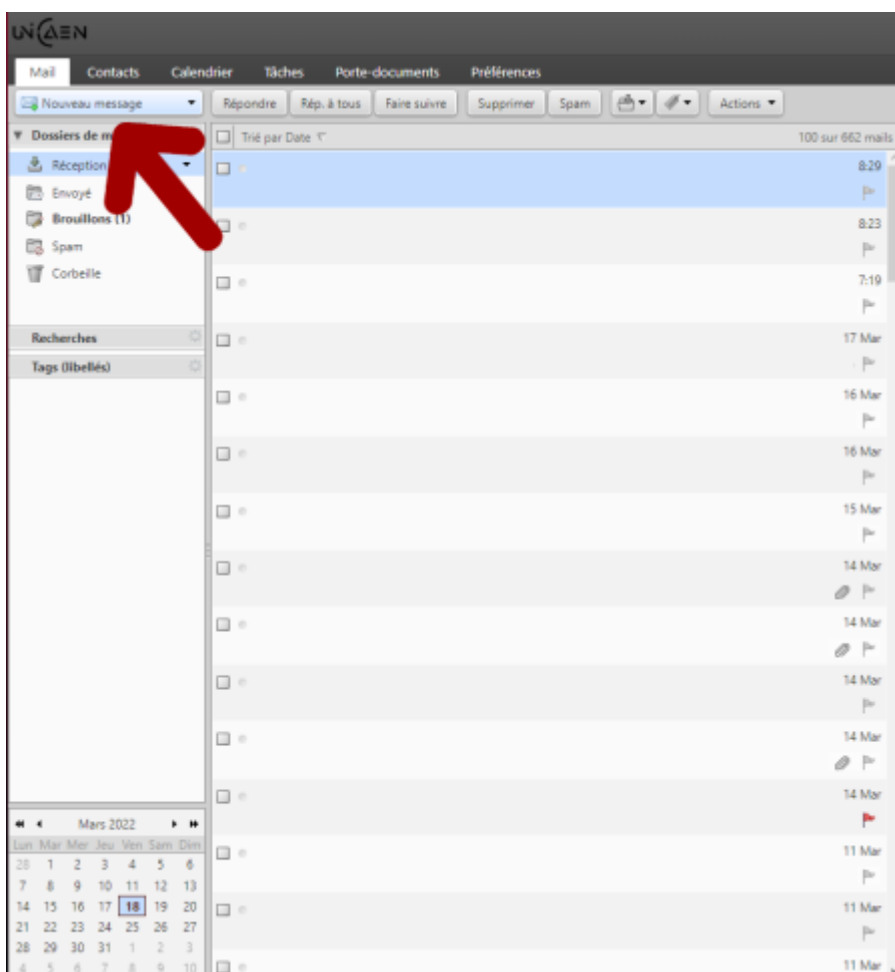 UNICAEN
Mail Contacts Calendrier Tâches Porte-documents Préférences
Nouveau message Répondre Rép. à tous Faire suivre Supprimer Spam Actions
Dossiers de m
Trié par Date 100 sur 662 mails
Réception
8:29
Envoyé
Brouillons (1)
8:23
Spam
Corbeille
7:19
Recherches
17 Mar
Tags (libellés)
16 Mar
16 Mar
15 Mar
14 Mar
14 Mar
14 Mar
14 Mar
14 Mar
11 Mar
11 Mar
11 Mar
Mars 2022
Lun Mar Mer Jeu Ven Sam Dim
28 1 2 3 4 5 6
7 8 9 10 11 12 13
14 15 16 17 18 19 20
21 22 23 24 25 26 27
28 29 30 31 1 2 3
4 5 6 7 8 9 10